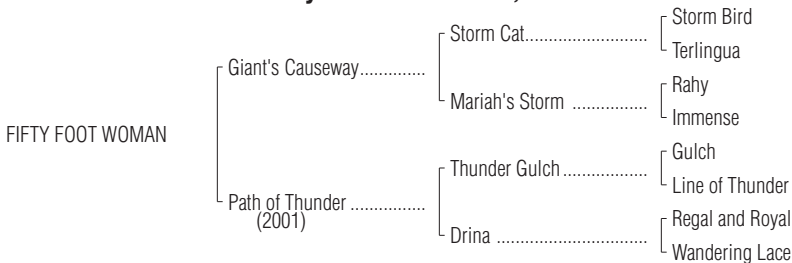 Storm Bird
Storm Cat..............................
Terlingua
Giant's Causeway..............
Rahy
Mariah's Storm ..................
Immense
FIFTY FOOT WOMAN
Gulch
Thunder Gulch....................
Line of Thunder
Path of Thunder ................
(2001)
Regal and Royal
Drina ....................................
Wandering Lace